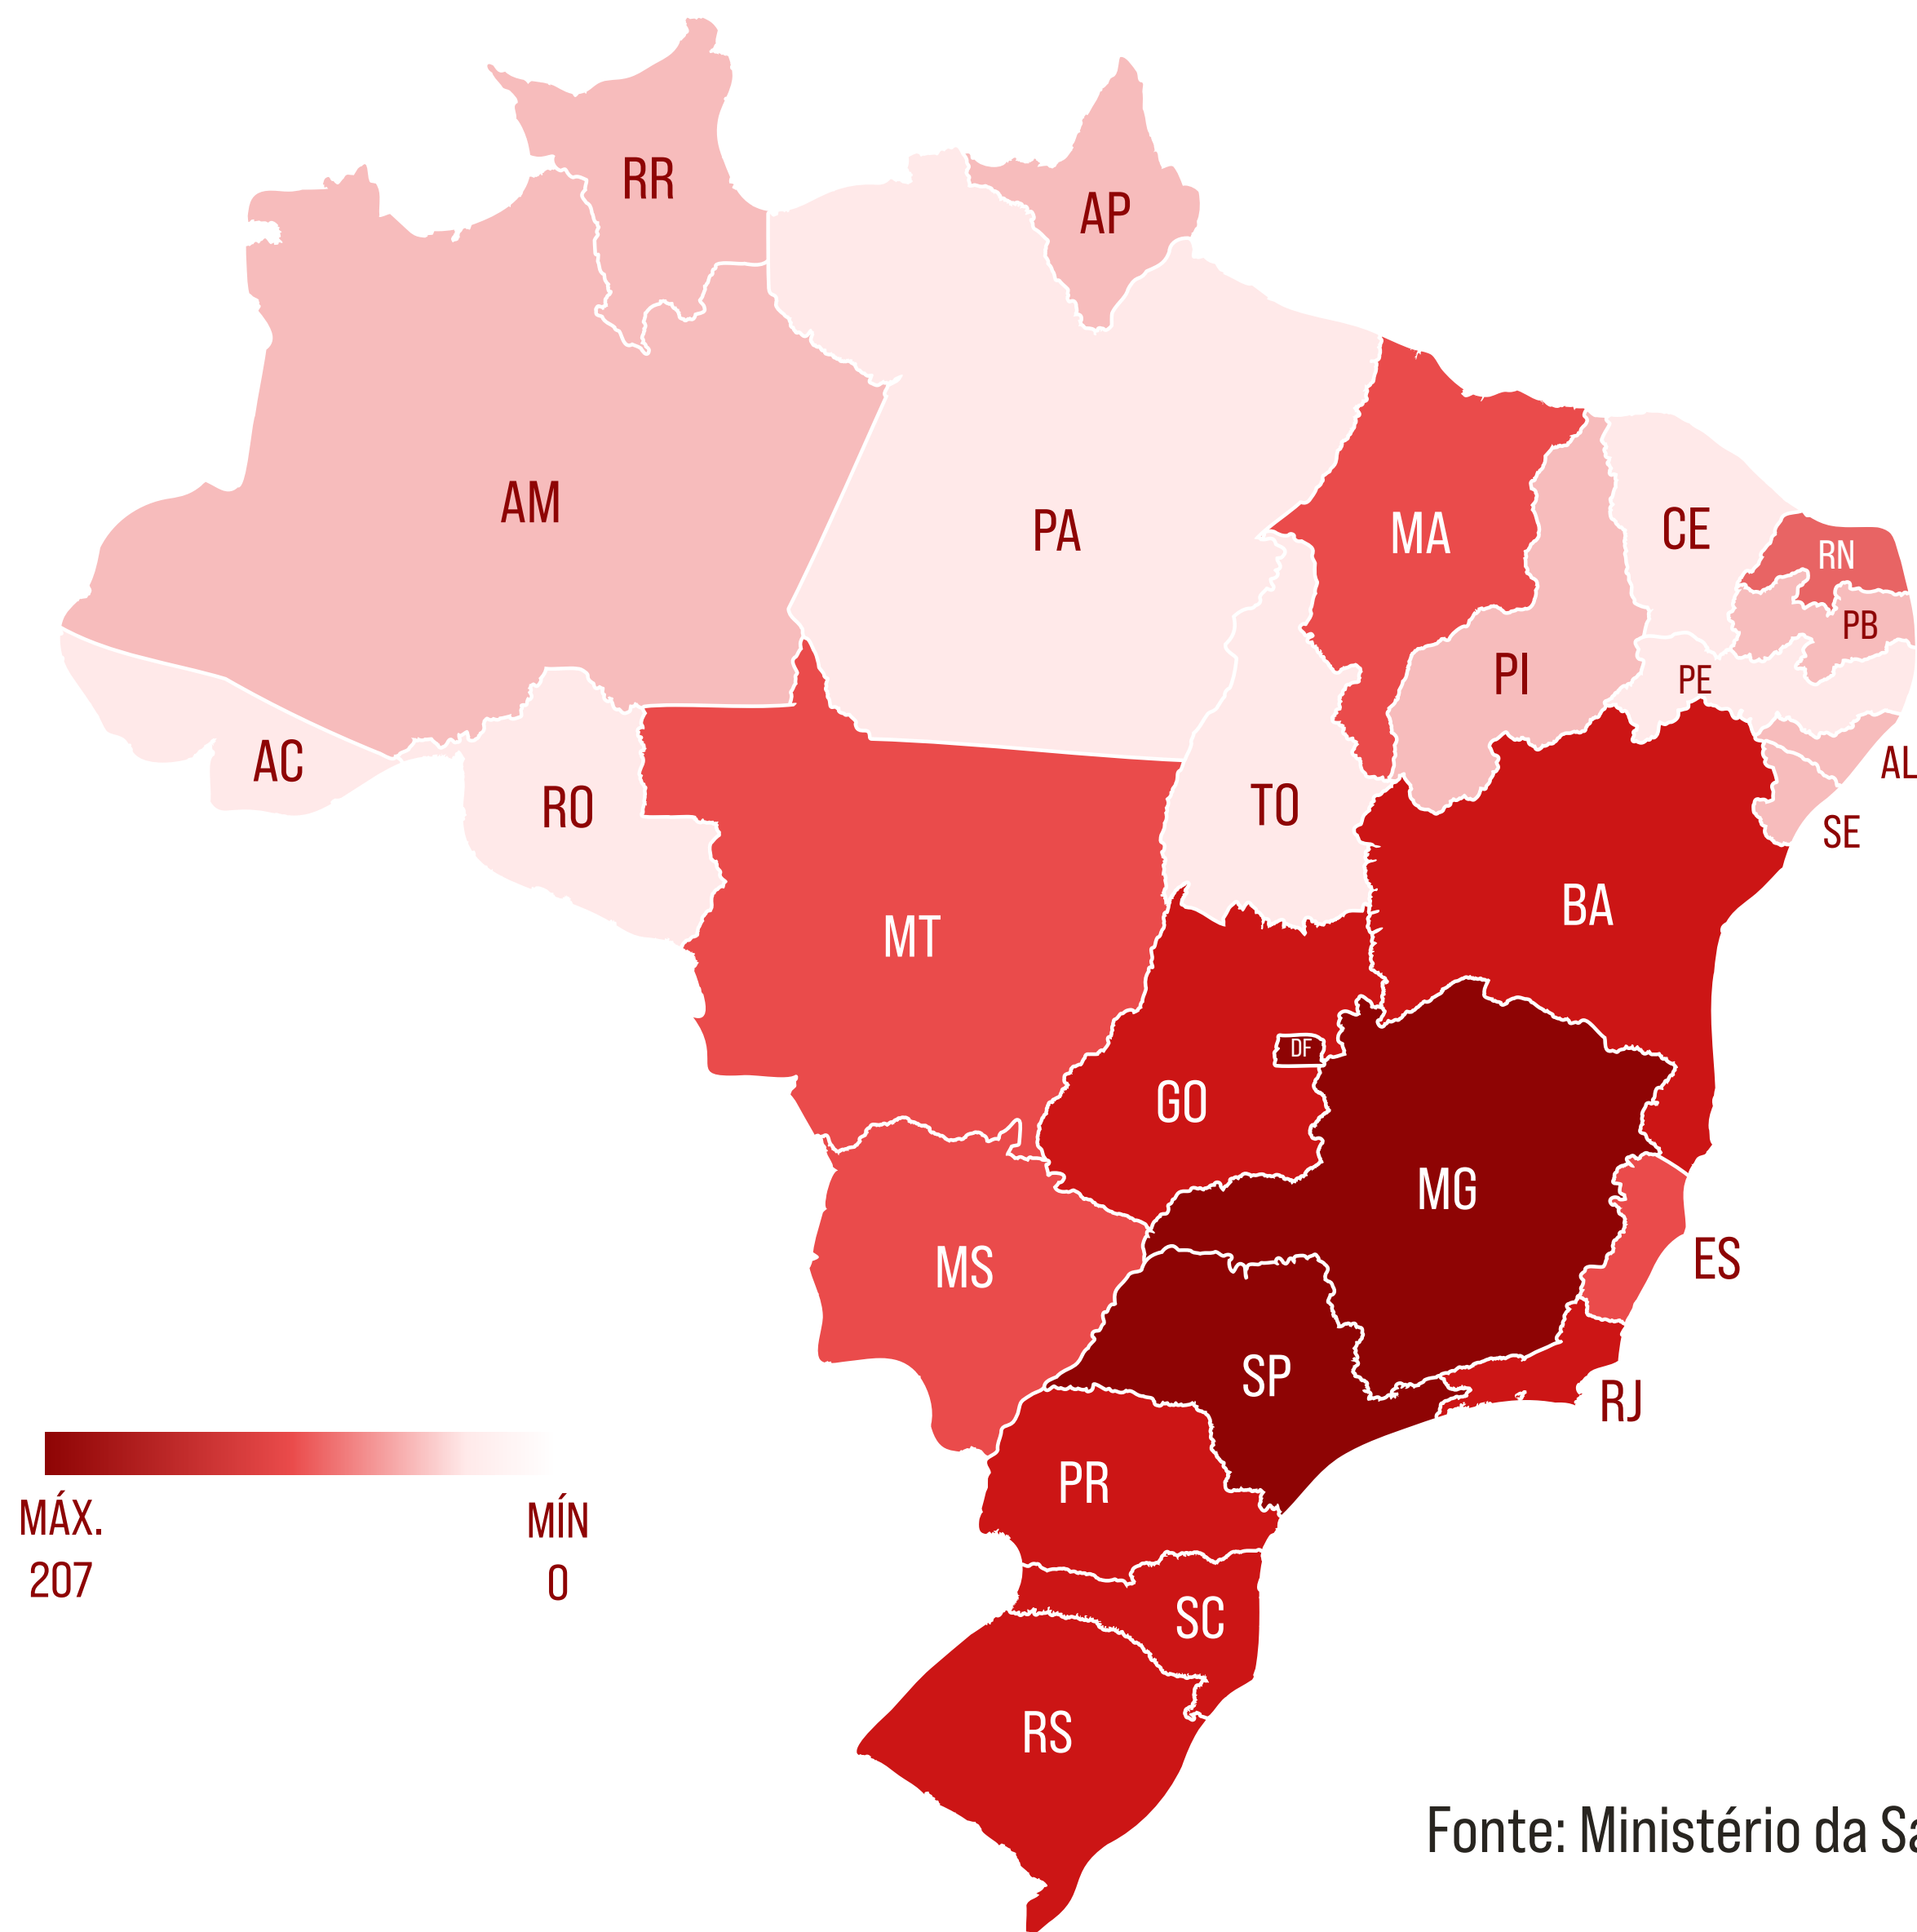 RR
AP
AM
PA
MA
CE
RN
PB
PI
PE
AC
RO
TO
AL
SE
BA
MT
DF
GO
MG
MS
ES
SP
RJ
PR
SC
RS
MÁX.
207
MÍN
0
Fonte: Ministério da